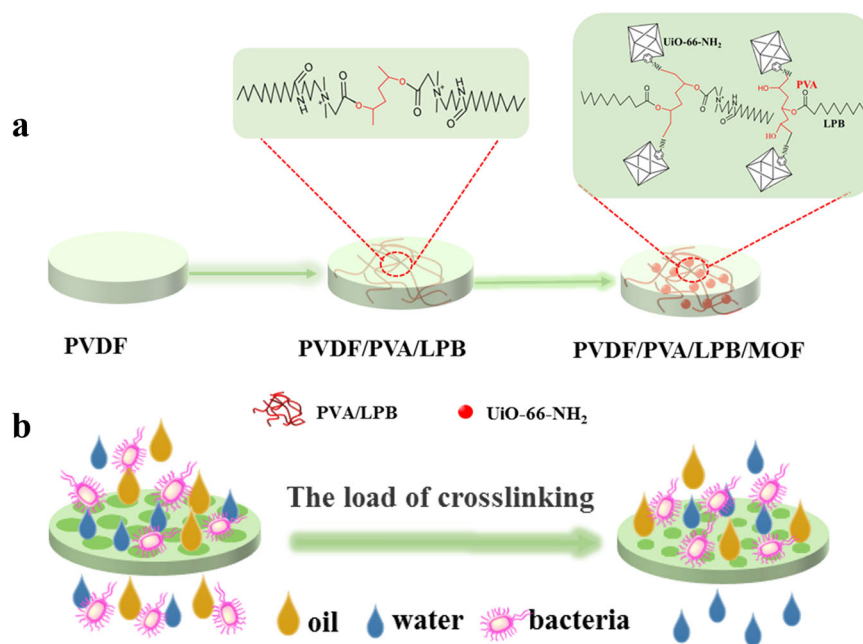 a
UiO-66-NH₂
PVA
LPB
PVDF
PVDF/PVA/LPB
PVDF/PVA/LPB/MOF
PVA/LPB
UiO-66-NH₂
b
The load of crosslinking
oil
water
bacteria